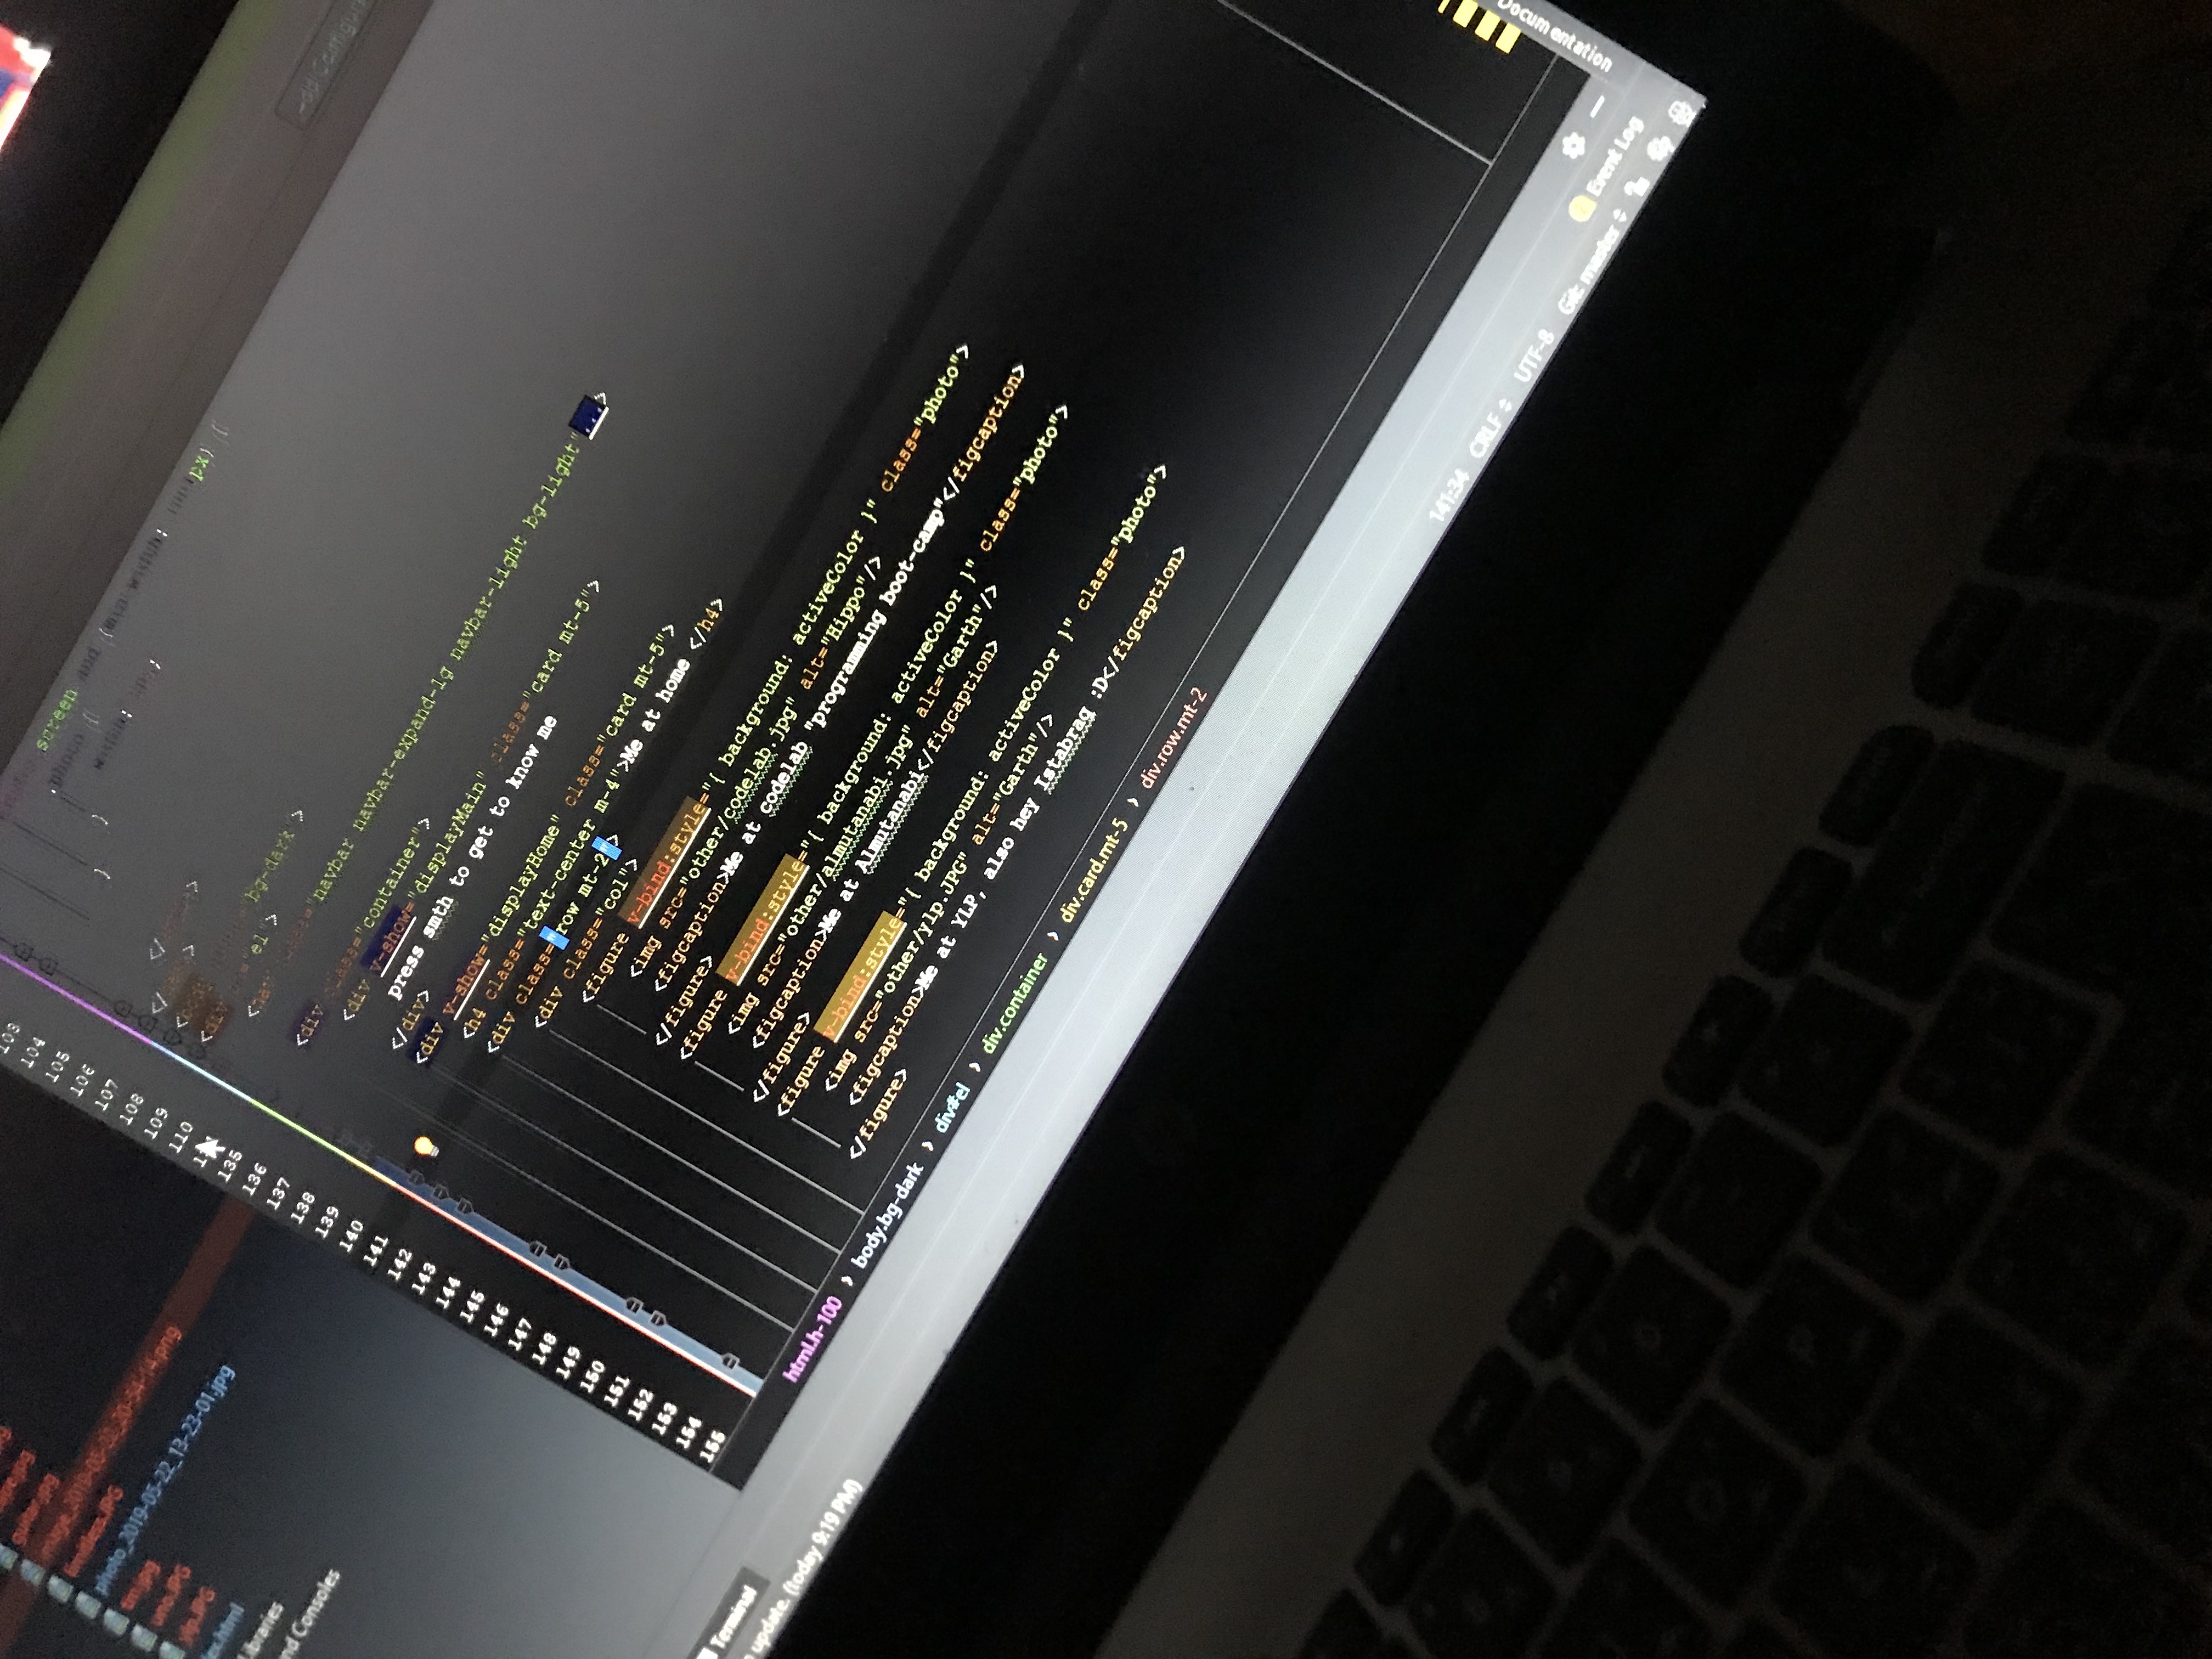 photo_2019-05-22_13-23-01.jpg
Libraries
Consoles
103
104
105
106
107
108
109
110
135
136
137
138
139
140
141
142
143
144
145
146
147
148
149
150
151
152
153
154
155
screen and (min-width: px) {
photo {
width:
} }
<div
"bg-dark">
"el">
<nav class="navbar navbar-expand-lg navbar-light bg-light"...>
<div class="container">
<div v-show="displayMain" class="card mt-5">
press smth to get to know me
</div>
<div v-show="displayHome" class="card mt-5">
<h4 class="text-center m-4">Me at home </h4>
<div class="row mt-2">
<div class="col">
<figure v-bind:style="{ background: activeColor }" class="photo">
<img src="other/codelab.jpg" alt="Hippo"/>
<figcaption>Me at codelab "programming boot-camp"</figcaption>
</figure>
<figure v-bind:style="{ background: activeColor }" class="photo">
<img src="other/almutanabi.jpg" alt="Garth"/>
<figcaption>Me at Almutanabi</figcaption>
</figure>
<figure v-bind:style="{ background: activeColor }" class="photo">
<img src="other/ylp.JPG" alt="Garth"/>
<figcaption>Me at YLP, also hey Istabraq :D</figcaption>
</figure>
html.h-100 › body.bg-dark › div#el › div.container › div.card.mt-5 › div.row.mt-2
Terminal
Event Log
update. (today 9:19 PM)
141:34 CRLF UTF-8 Git: master
Documentation